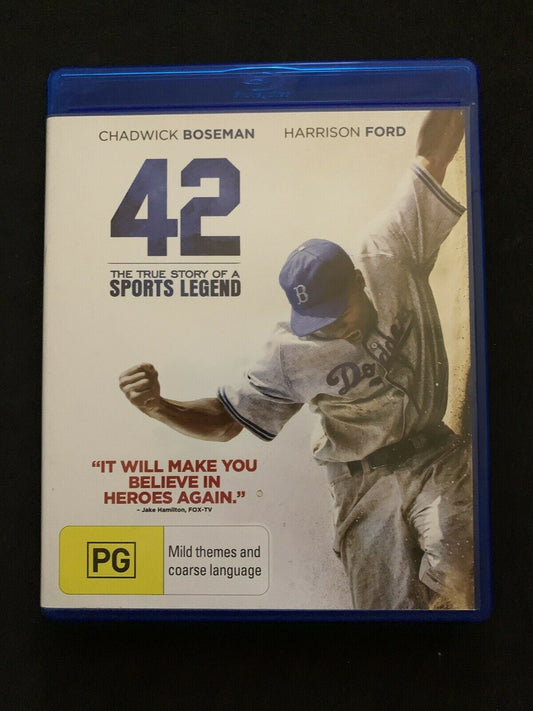 CHADWICK BOSEMAN HARRISON FORD
42
THE TRUE STORY OF A
SPORTS LEGEND
B
Dodge
"IT WILL MAKE YOU
BELIEVE IN
HEROES AGAIN."
- Jake Hamilton, FOX-TV
PG
Mild themes and
coarse language